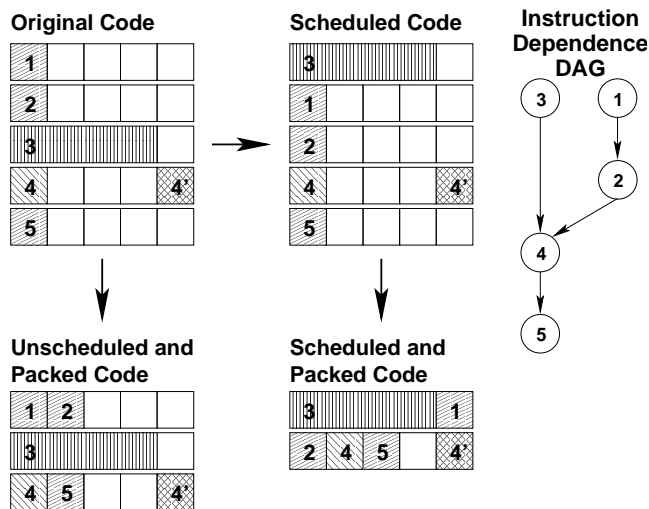 Original Code
1
2
3
4 4'
5
Scheduled Code
3
1
2
4 4'
5
Instruction
Dependence
DAG
3 1
2
4
5
Unscheduled and
Packed Code
1 2
3
4 5 4'
Scheduled and
Packed Code
3 1
2 4 5 4'